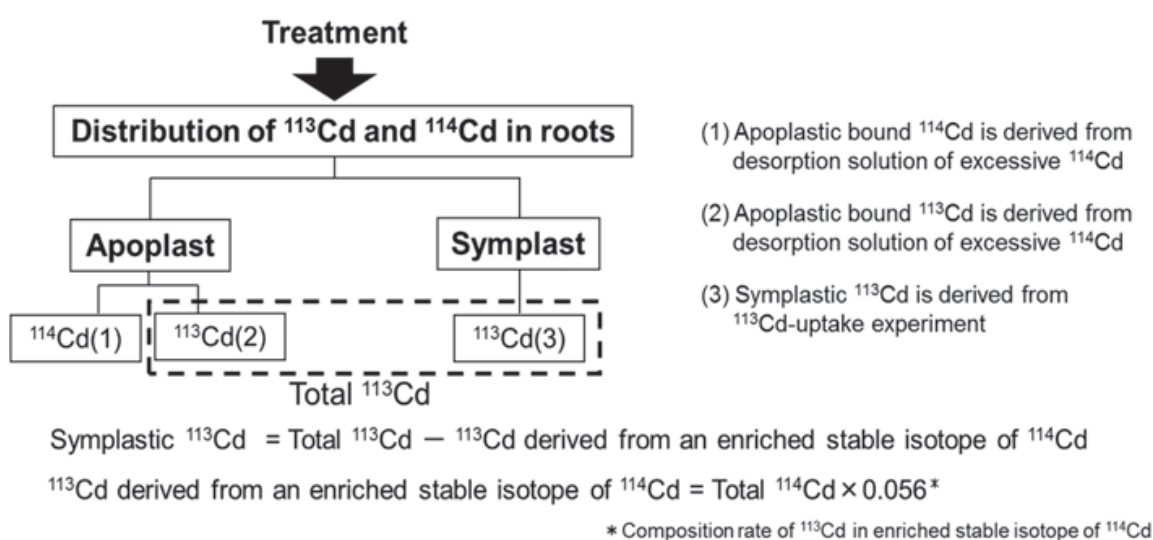 Treatment
Distribution of ¹¹³Cd and ¹¹⁴Cd in roots
Apoplast
Symplast
¹¹⁴Cd(1)
¹¹³Cd(2)
¹¹³Cd(3)
Total ¹¹³Cd
(1) Apoplastic bound ¹¹⁴Cd is derived from
desorption solution of excessive ¹¹⁴Cd
(2) Apoplastic bound ¹¹³Cd is derived from
desorption solution of excessive ¹¹⁴Cd
(3) Symplastic ¹¹³Cd is derived from
¹¹³Cd-uptake experiment
Symplastic ¹¹³Cd = Total ¹¹³Cd − ¹¹³Cd derived from an enriched stable isotope of ¹¹⁴Cd
¹¹³Cd derived from an enriched stable isotope of ¹¹⁴Cd = Total ¹¹⁴Cd × 0.056*
* Composition rate of ¹¹³Cd in enriched stable isotope of ¹¹⁴Cd